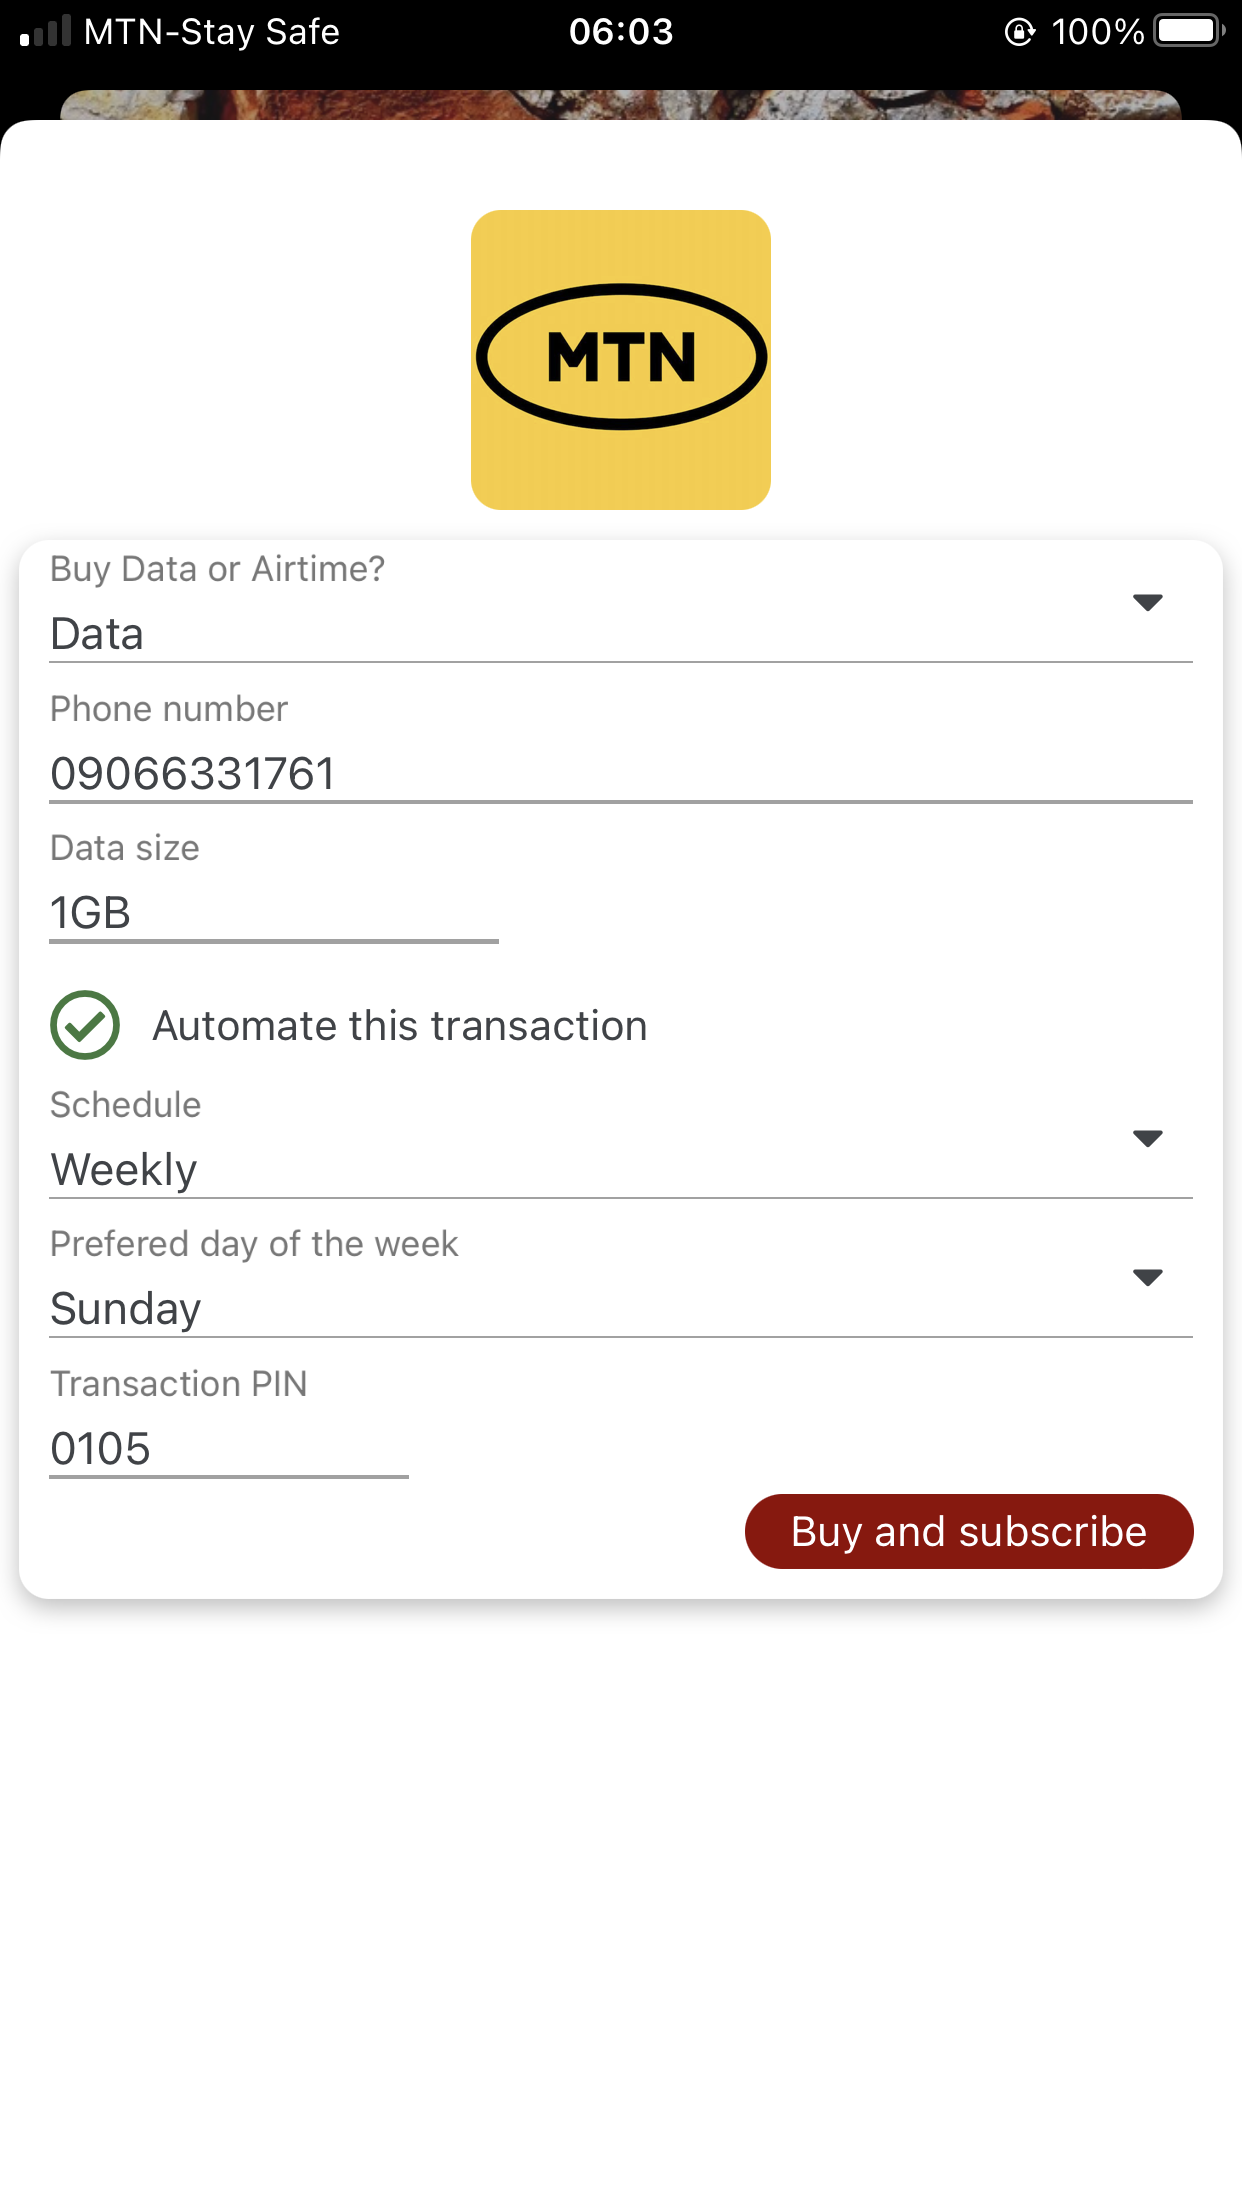 MTN-Stay Safe 06:03 100%
MTN
Buy Data or Airtime?
Data
Phone number
09066331761
Data size
1GB
Automate this transaction
Schedule
Weekly
Prefered day of the week
Sunday
Transaction PIN
0105
Buy and subscribe